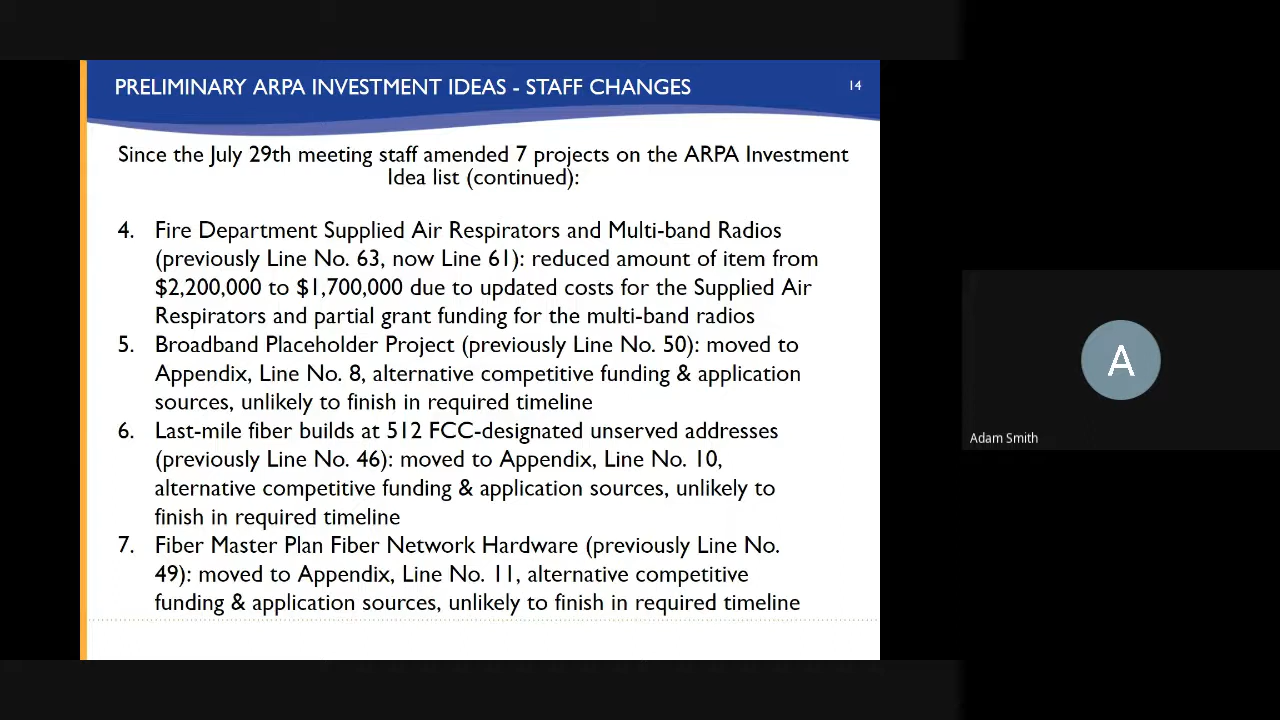 PRELIMINARY ARPA INVESTMENT IDEAS - STAFF CHANGES
14
Since the July 29th meeting staff amended 7 projects on the ARPA Investment
Idea list (continued):
4. Fire Department Supplied Air Respirators and Multi-band Radios
(previously Line No. 63, now Line 61): reduced amount of item from
$2,200,000 to $1,700,000 due to updated costs for the Supplied Air
Respirators and partial grant funding for the multi-band radios
5. Broadband Placeholder Project (previously Line No. 50): moved to
Appendix, Line No. 8, alternative competitive funding & application
sources, unlikely to finish in required timeline
6. Last-mile fiber builds at 512 FCC-designated unserved addresses
(previously Line No. 46): moved to Appendix, Line No. 10,
alternative competitive funding & application sources, unlikely to
finish in required timeline
7. Fiber Master Plan Fiber Network Hardware (previously Line No.
49): moved to Appendix, Line No. 11, alternative competitive
funding & application sources, unlikely to finish in required timeline
A
Adam Smith